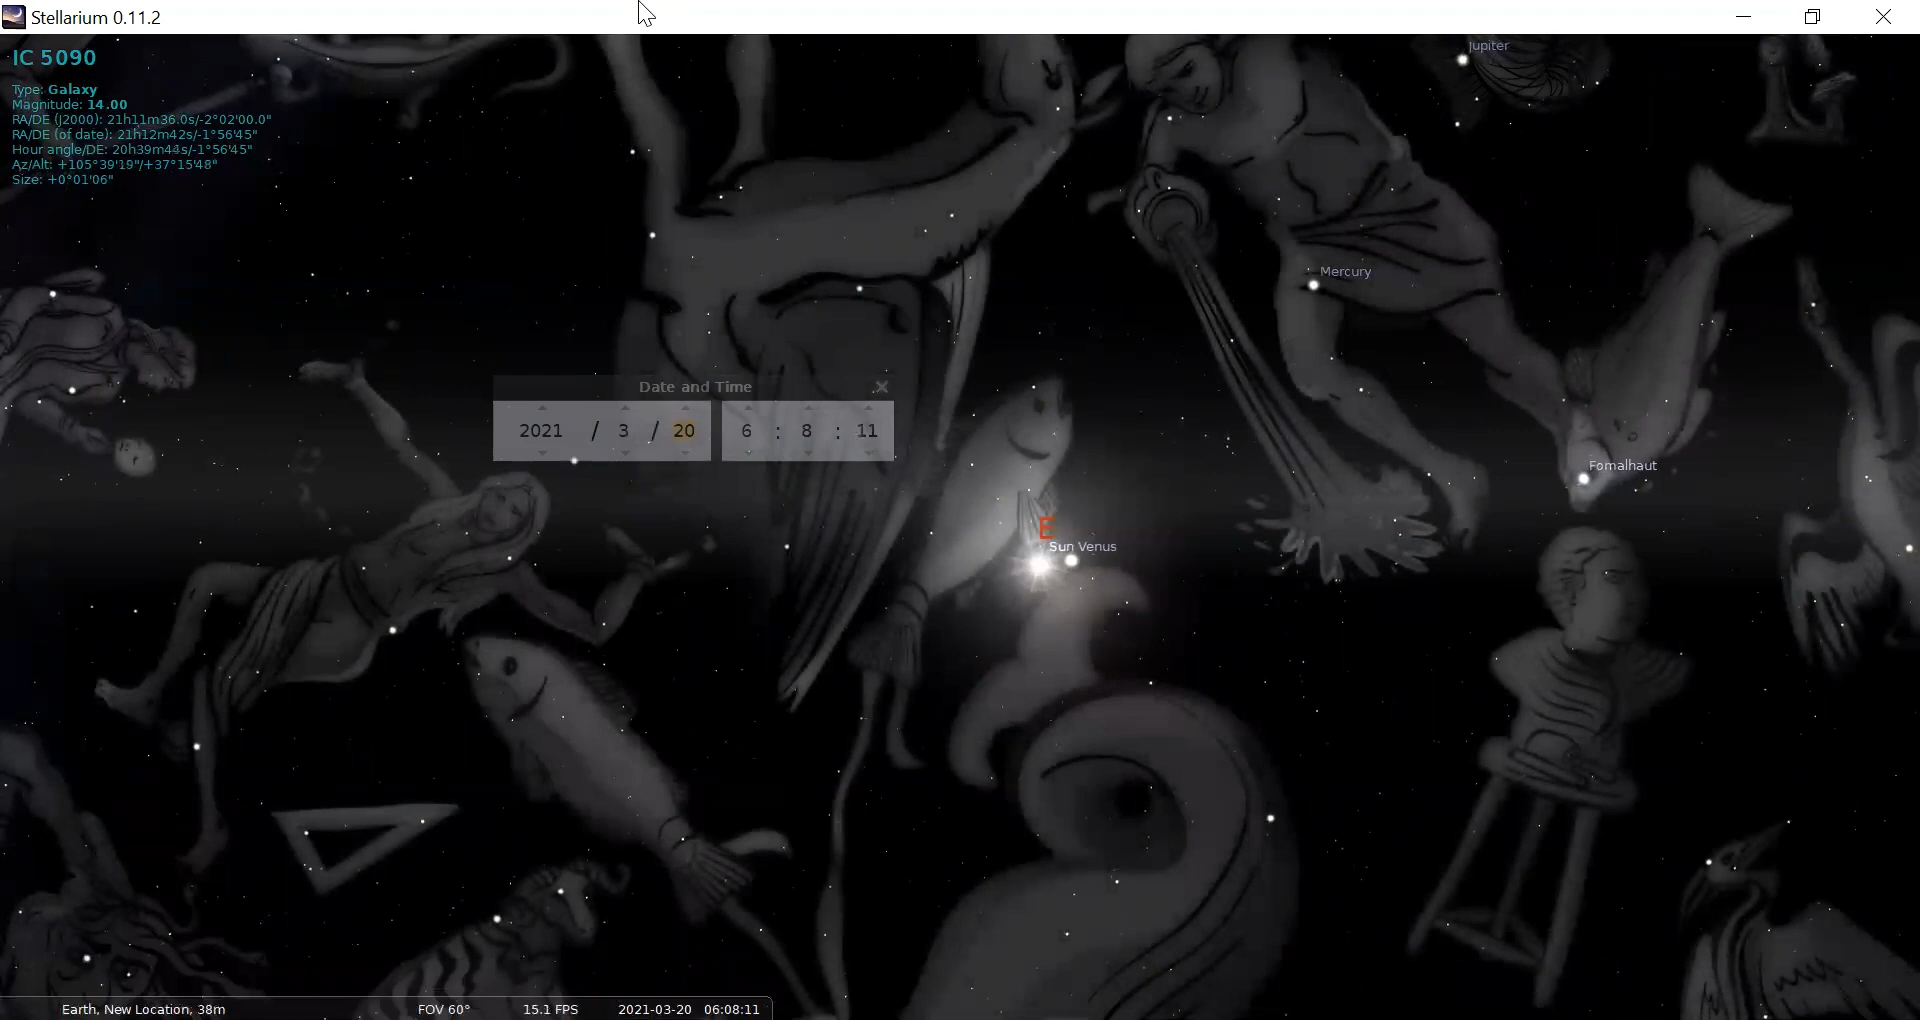 Stellarium 0.11.2
IC 5090
Type: Galaxy
Magnitude: 14.00
RA/DE (J2000): 21h11m36.0s/-2°02'00.0"
RA/DE (of date): 21h12m42s/-1°56'45"
Hour angle/DE: 20h39m44s/-1°56'45"
Az/Alt: +105°39'19"/+37°15'48"
Size: +0°01'06"
Jupiter
Mercury
Date and Time
2021 / 3 / 20 6 : 8 : 11
Fomalhaut
E
Sun Venus
Earth, New Location, 38m FOV 60° 15.1 FPS 2021-03-20 06:08:11